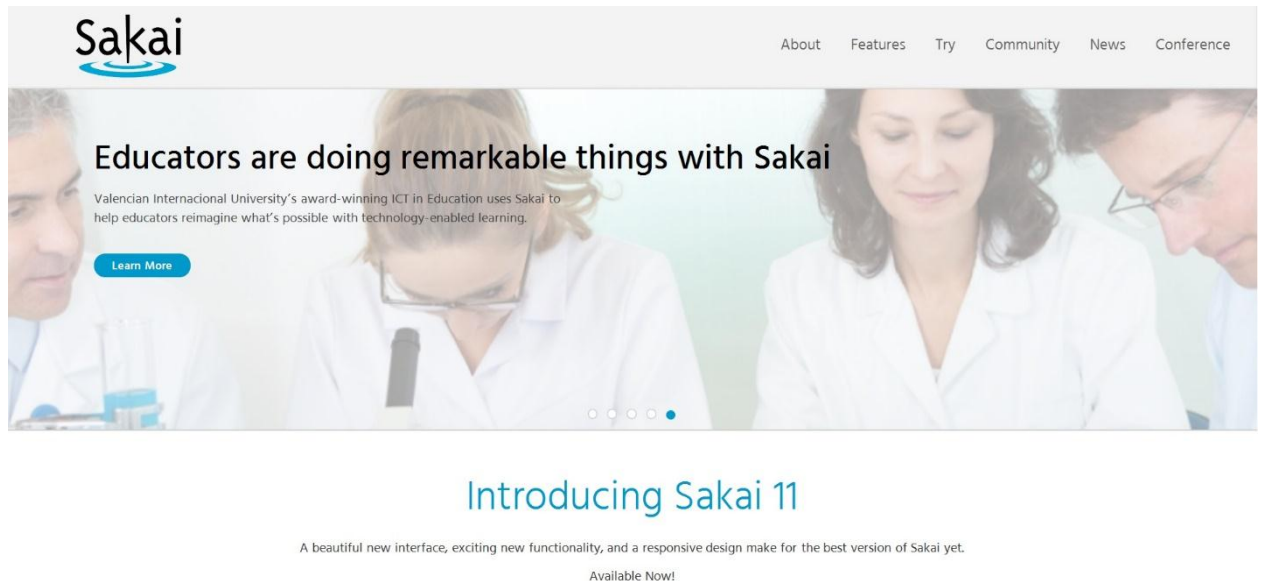 Sakai
About Features Try Community News Conference
Educators are doing remarkable things with Sakai
Valencian Internacional University's award-winning ICT in Education uses Sakai to
help educators reimagine what's possible with technology-enabled learning.
Learn More
Introducing Sakai 11
A beautiful new interface, exciting new functionality, and a responsive design make for the best version of Sakai yet.
Available Now!